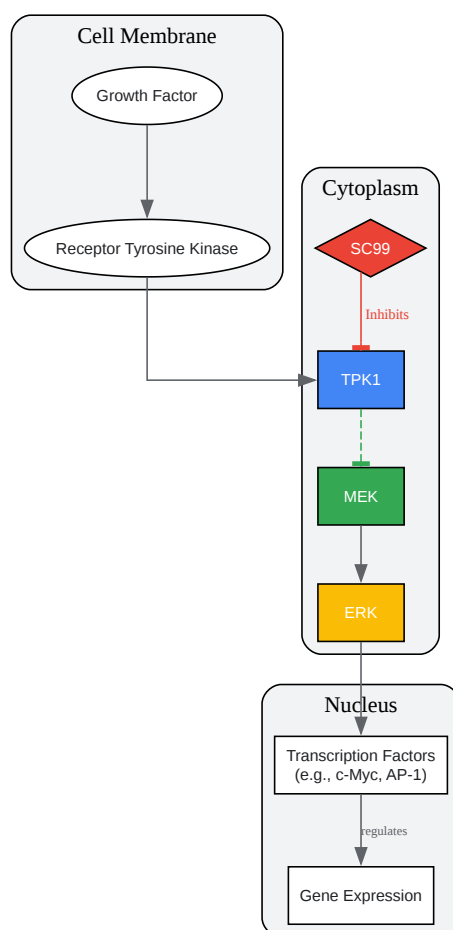 Cell Membrane
Growth Factor
Receptor Tyrosine Kinase
Cytoplasm
SC99
Inhibits
TPK1
MEK
ERK
Nucleus
Transcription Factors
(e.g., c-Myc, AP-1)
regulates
Gene Expression